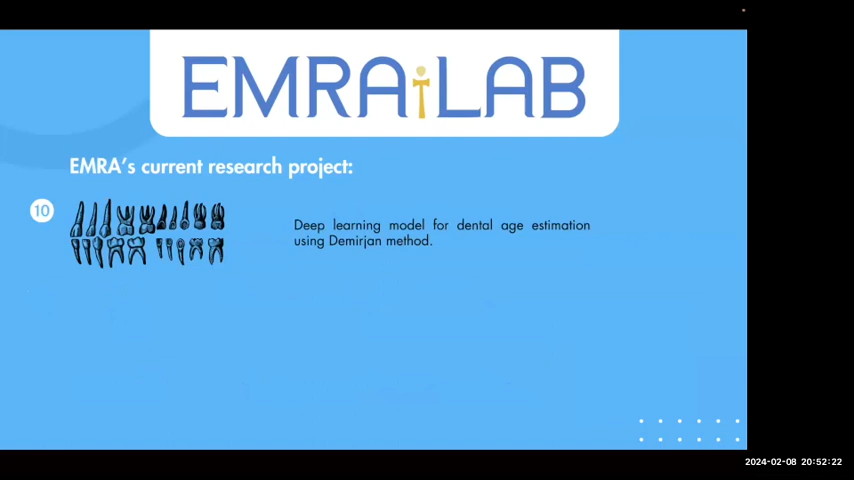 EMRAiLAB
EMRA's current research project:
10
Deep learning model for dental age estimation
using Demirjan method.
2024-02-08 20:52:22